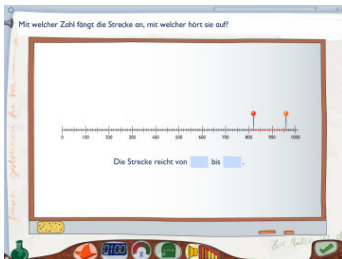 Mit welcher Zahl fängt die Strecke an, mit welcher hört sie auf?
0 100 200 300 400 500 600 700 800 900 1000
Die Strecke reicht von bis .